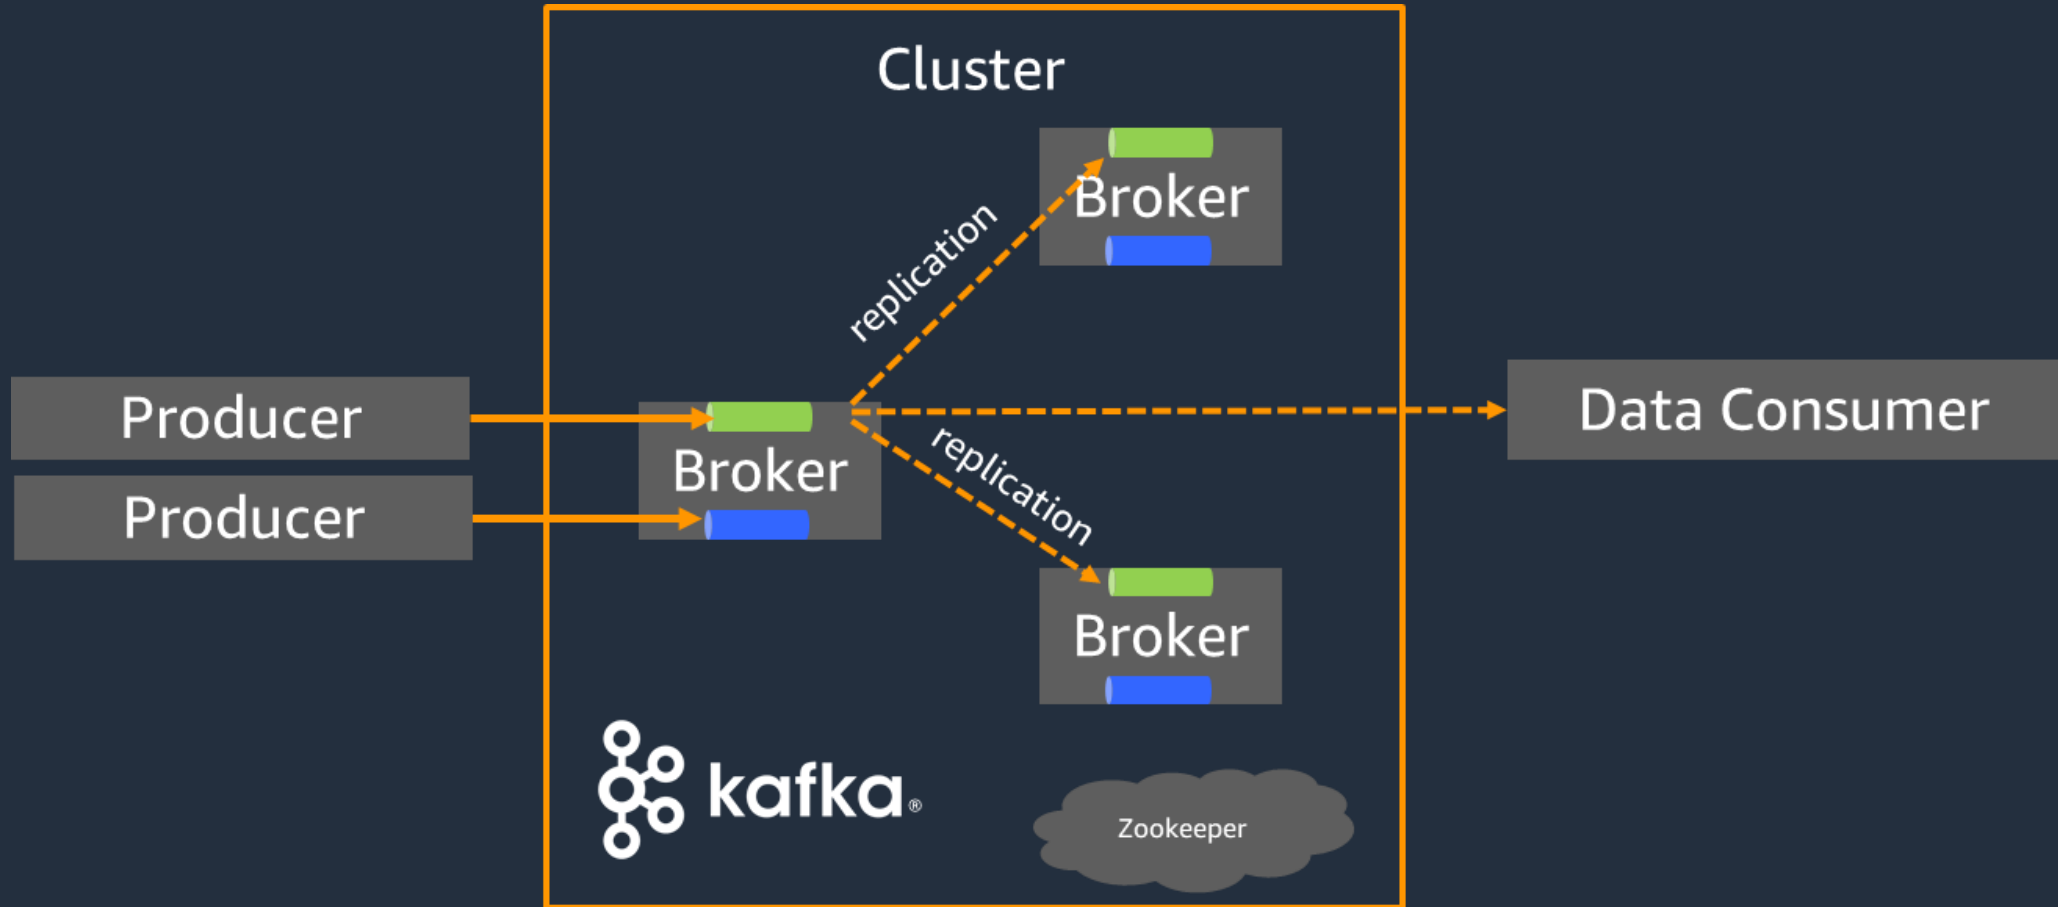 Cluster
Broker
replication
Producer
Data Consumer
Broker
replication
Producer
Broker
kafka®
Zookeeper